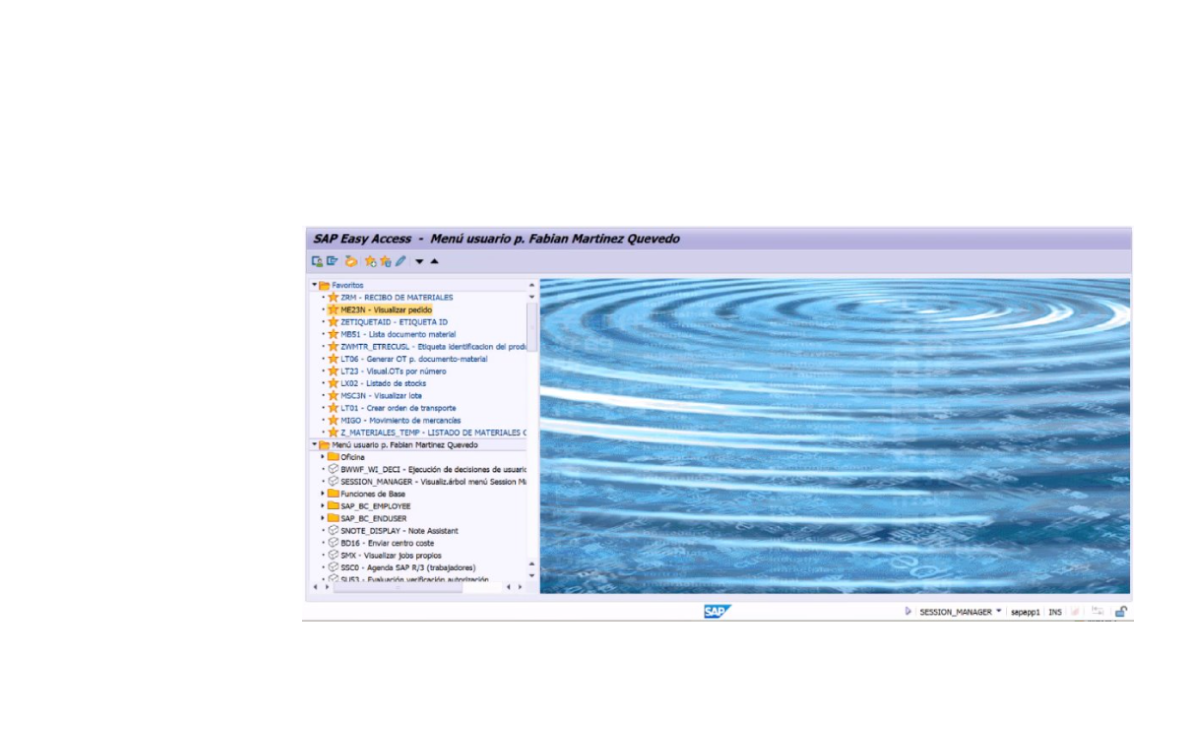 SAP Easy Access - Menú usuario p. Fabian Martinez Quevedo
Favoritos
ZRM - RECIBO DE MATERIALES
ME23N - Visualizar pedido
ZETIQUETAID - ETIQUETA ID
MB51 - Lista documento material
ZWMTR_ETRECUSL - Etiqueta identificacion del produ
LT06 - Generar OT p. documento-material
LT23 - Visual.OTs por número
LX02 - Listado de stocks
MSC3N - Visualizar lote
LT01 - Crear orden de transporte
MIGO - Movimiento de mercancías
Z_MATERIALES_TEMP - LISTADO DE MATERIALES C
Menú usuario p. Fabian Martinez Quevedo
Oficina
BWWF_WI_DECI - Ejecución de decisiones de usuario
SESSION_MANAGER - Visualiz.árbol menú Session Ma
Funciones de Base
SAP_BC_EMPLOYEE
SAP_BC_ENDUSER
SNOTE_DISPLAY - Note Assistant
BD16 - Enviar centro coste
SMX - Visualizar jobs propios
SSC0 - Agenda SAP R/3 (trabajadores)
SU53 - Evaluación verificación autorización
SAP
SESSION_MANAGER
sapepp1
INS